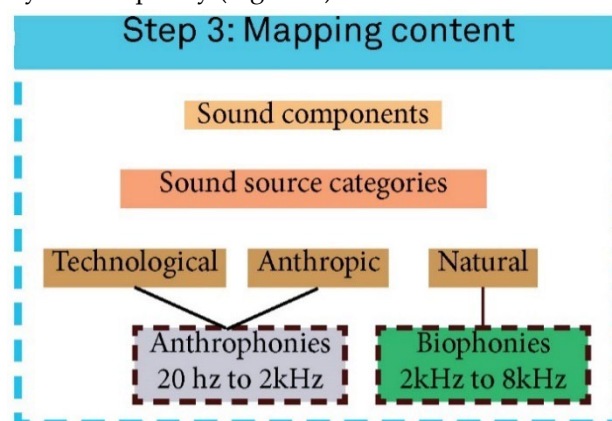 Step 3: Mapping content
Sound components
Sound source categories
Technological Anthropic Natural
Anthrophonies Biophonies
20 hz to 2kHz 2kHz to 8kHz